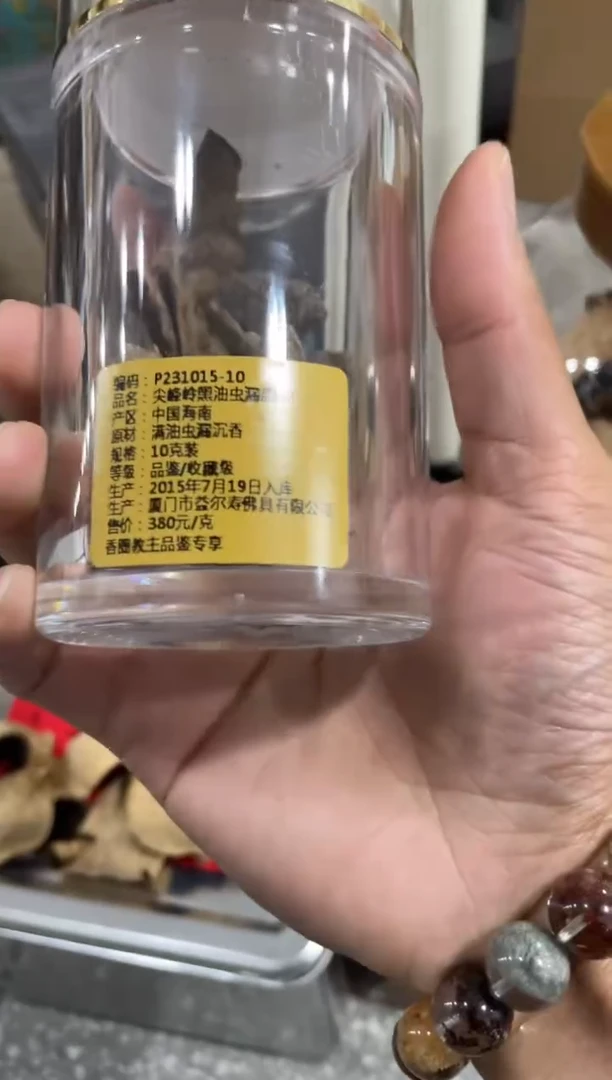 编码：P231015-10
品名：尖峰岭黑油虫漏
产区：中国海南
原材：满油虫漏沉香
规格：10克装
等级：品鉴/收藏级
生产：2015年7月19日入库
生产：厦门市益尔寿佛具有限公
售价：380元/克
香圈教主品鉴专享